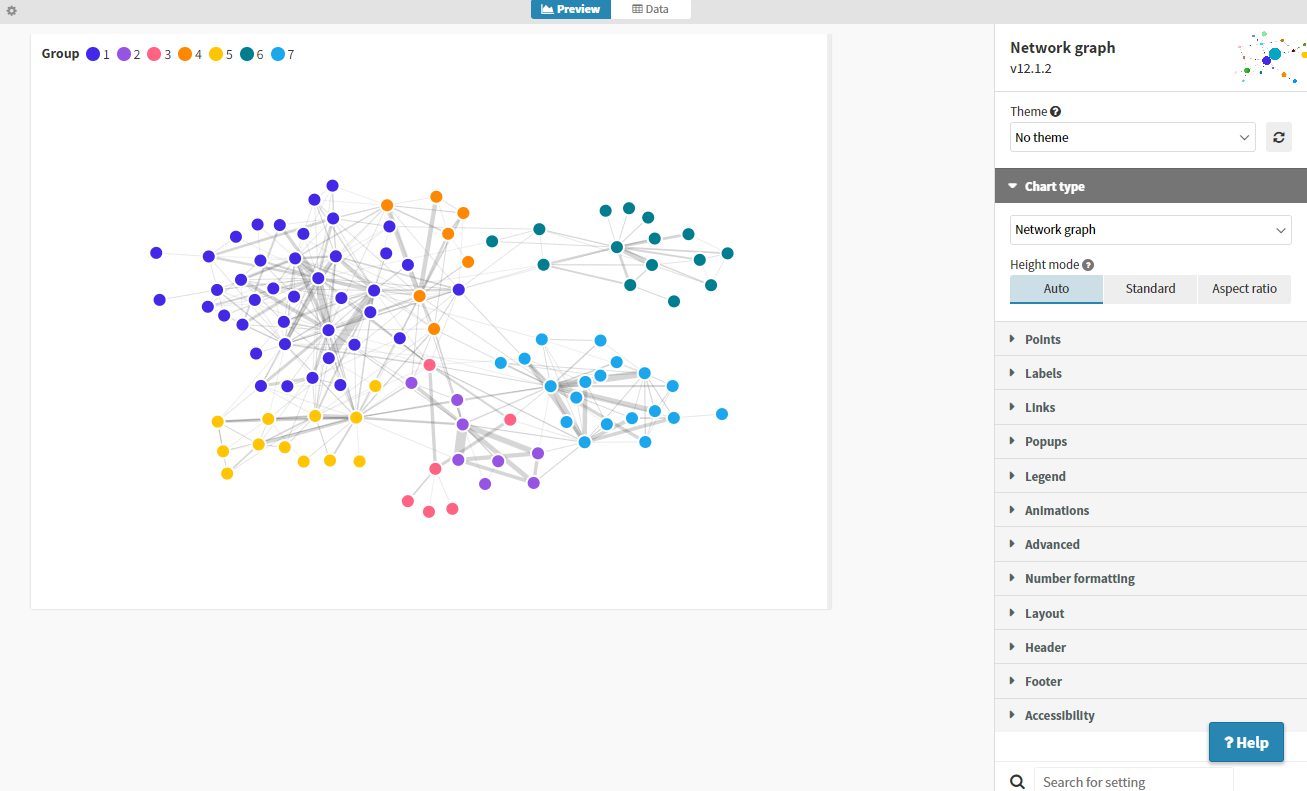 Preview Data
Group 1 2 3 4 5 6 7
Network graph
v12.1.2
Theme ?
No theme
Chart type
Network graph
Height mode ?
Auto Standard Aspect ratio
Points
Labels
Links
Popups
Legend
Animations
Advanced
Number formatting
Layout
Header
Footer
Accessibility
? Help
Search for setting